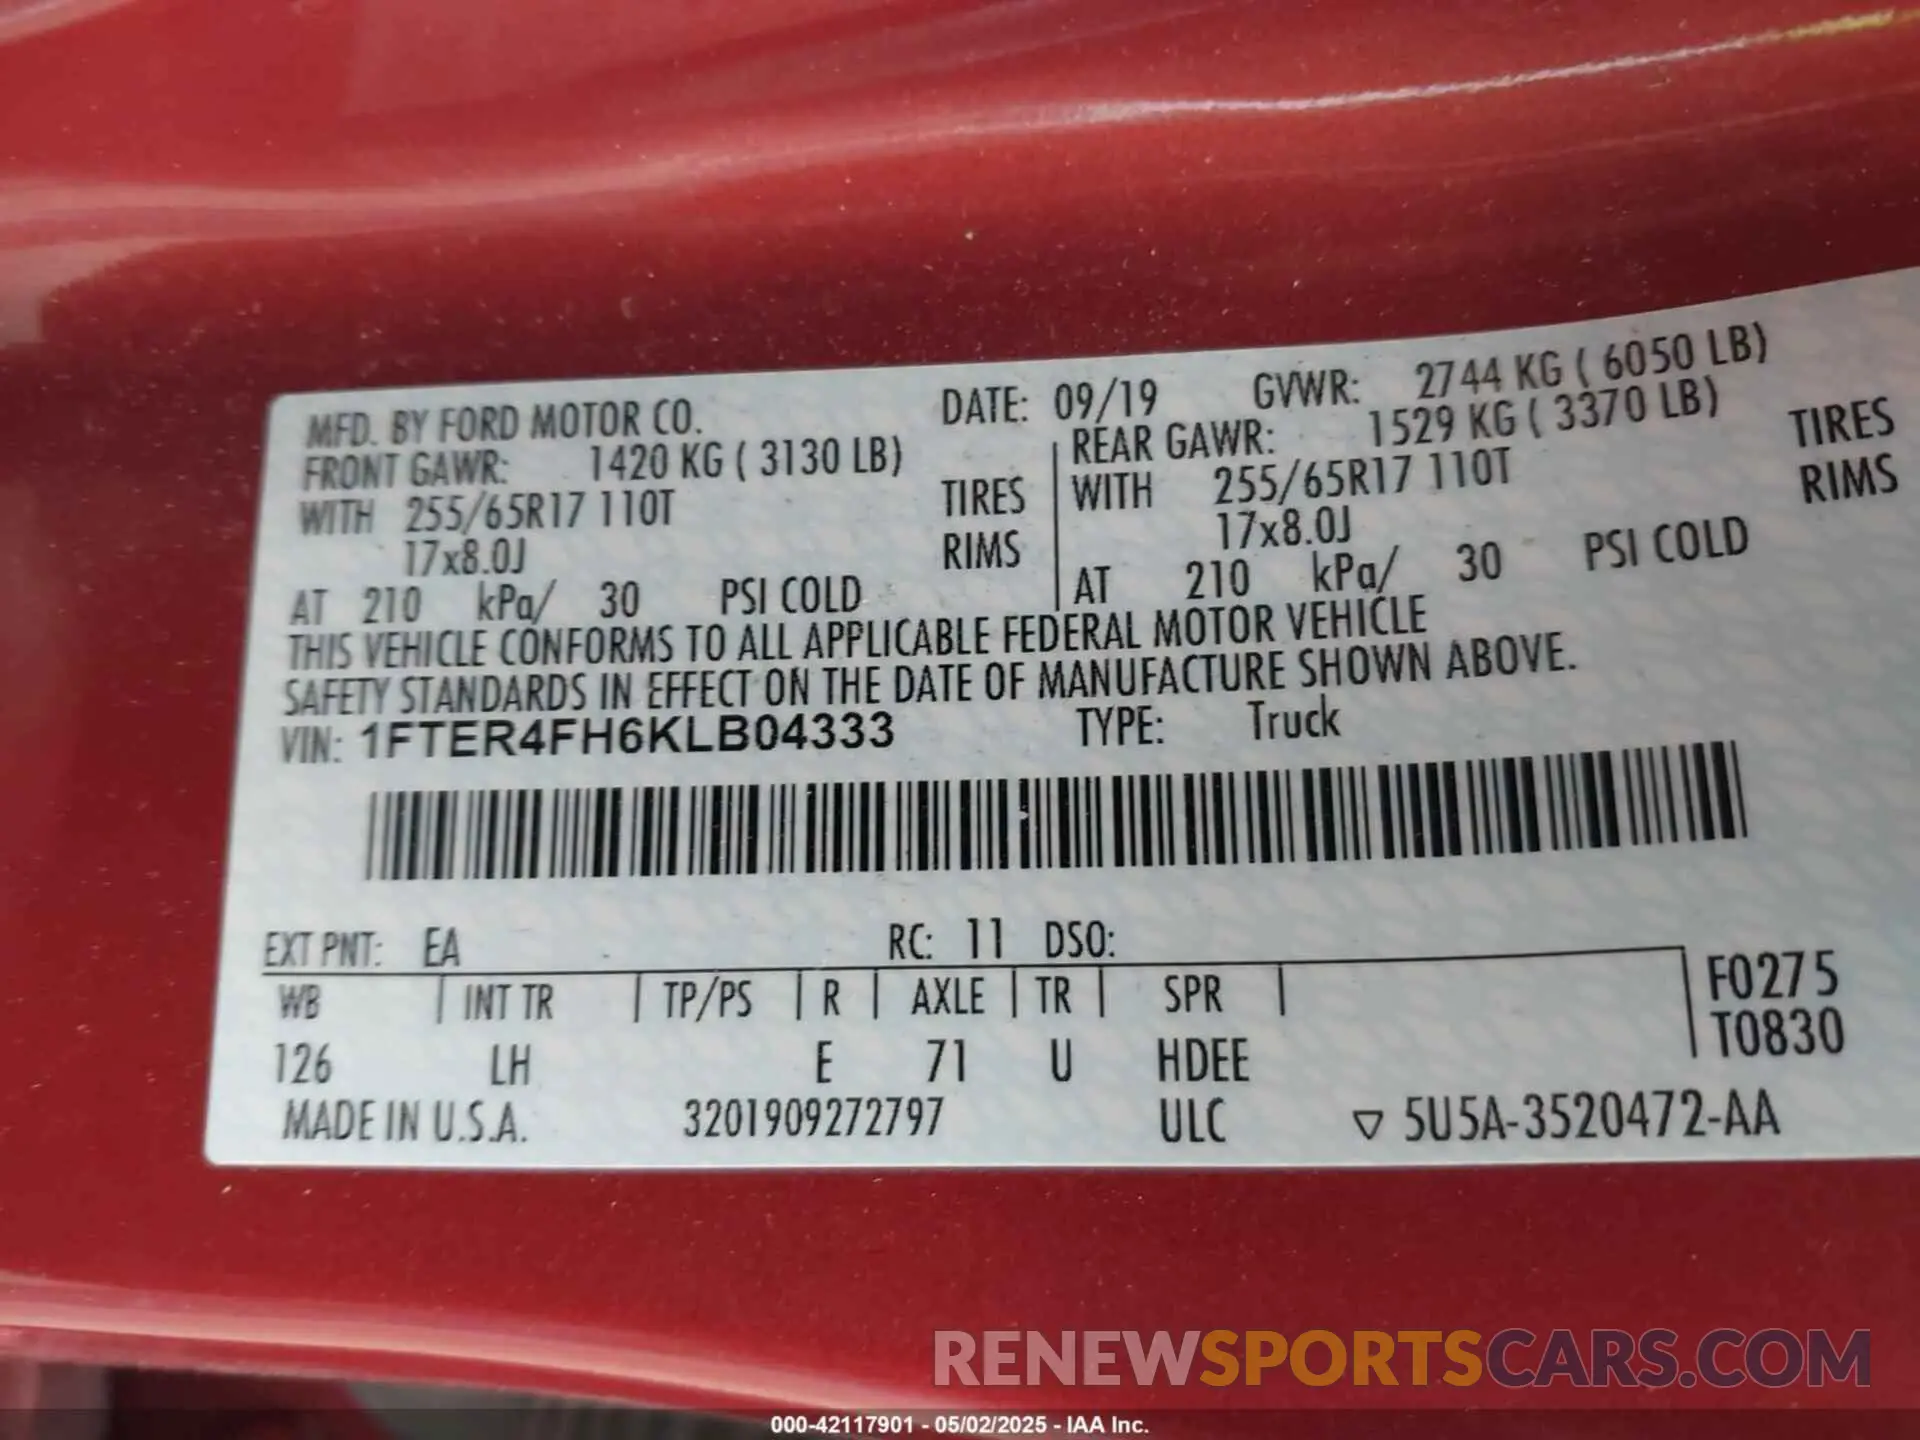 MFD. BY FORD MOTOR CO. DATE: 09/19 GVWR: 2744 KG ( 6050 LB)
FRONT GAWR: 1420 KG ( 3130 LB) REAR GAWR: 1529 KG ( 3370 LB)
WITH 255/65R17 110T TIRES WITH 255/65R17 110T TIRES
17x8.0J RIMS 17x8.0J RIMS
AT 210 kPa/ 30 PSI COLD AT 210 kPa/ 30 PSI COLD
THIS VEHICLE CONFORMS TO ALL APPLICABLE FEDERAL MOTOR VEHICLE
SAFETY STANDARDS IN EFFECT ON THE DATE OF MANUFACTURE SHOWN ABOVE.
VIN: 1FTER4FH6KLB04333 TYPE: Truck
EXT PNT: EA RC: 11 DSO:
WB INT TR TP/PS R AXLE TR SPR F0275
T0830
126 LH E 71 U HDEE
MADE IN U.S.A. 3201909272797 ULC ▽ 5U5A-3520472-AA
RENEWSPORTSCARS.COM
000-42117901 - 05/02/2025 - IAA Inc.